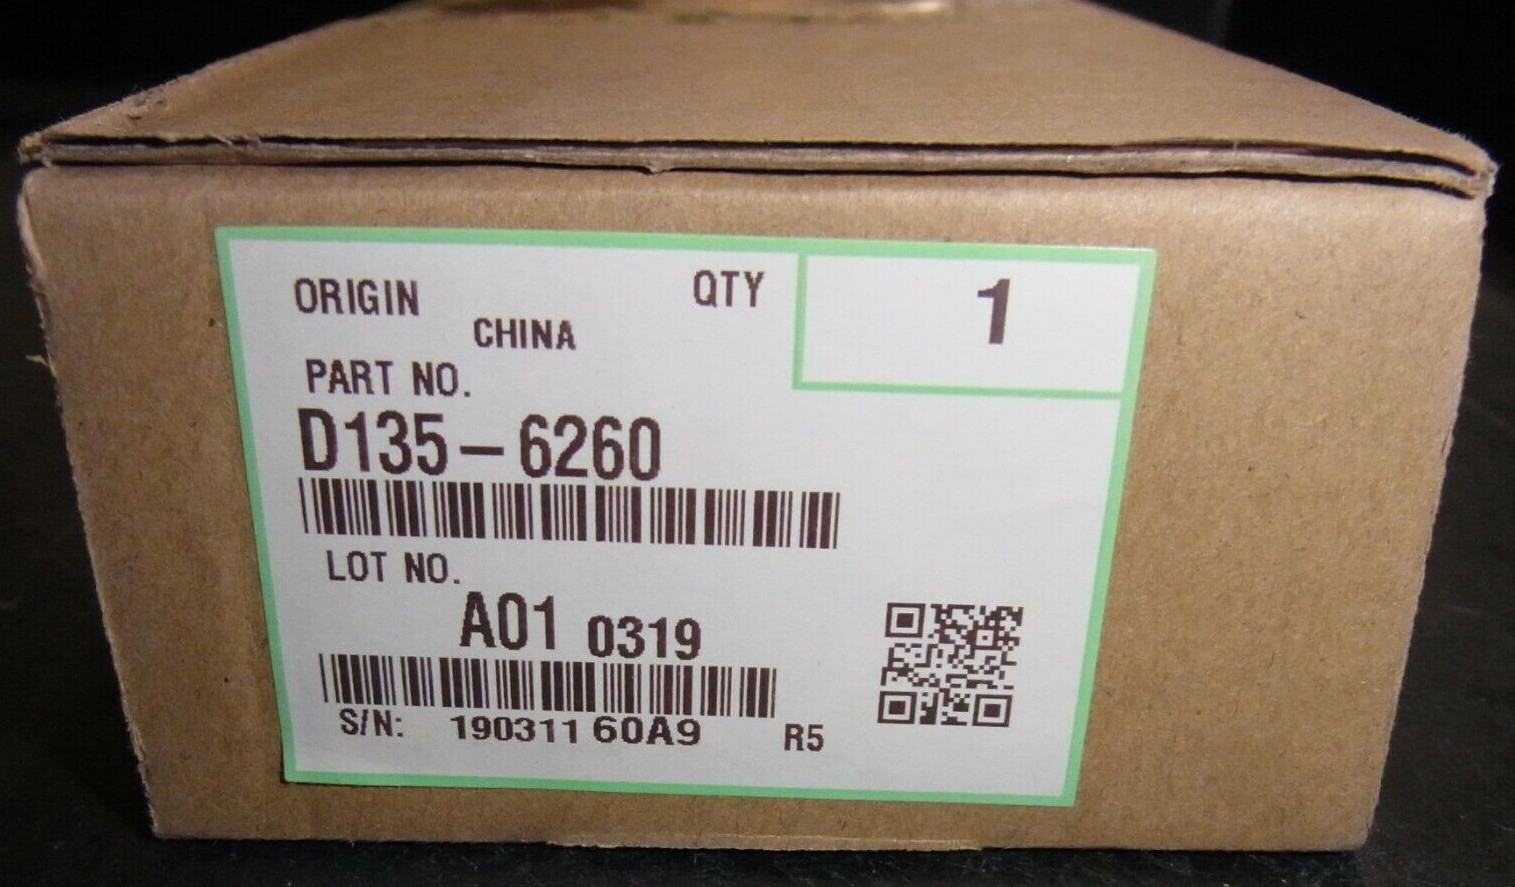 ORIGIN QTY 1
CHINA
PART NO.
D135-6260
LOT NO.
A01 0319
S/N: 190311 60A9 R5